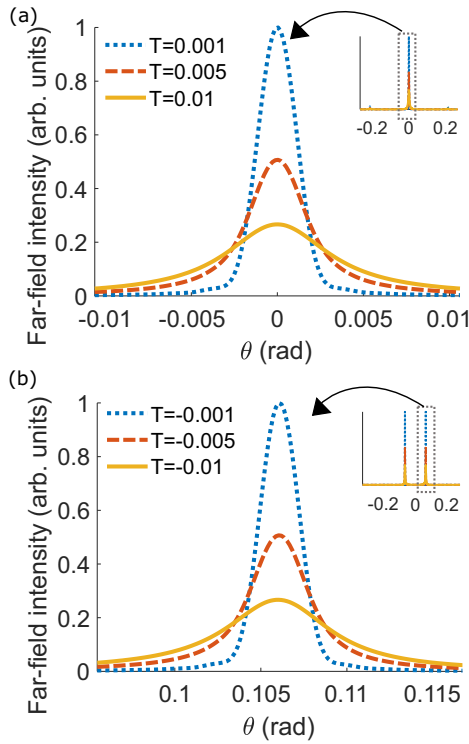 (a)
Far-field intensity (arb. units)
1
0.8
0.6
0.4
0.2
0
T=0.001
T=0.005
T=0.01
-0.2 0 0.2
-0.01 -0.005 0 0.005 0.01
θ (rad)
(b)
Far-field intensity (arb. units)
1
0.8
0.6
0.4
0.2
0
T=-0.001
T=-0.005
T=-0.01
-0.2 0 0.2
0.1 0.105 0.11 0.115
θ (rad)